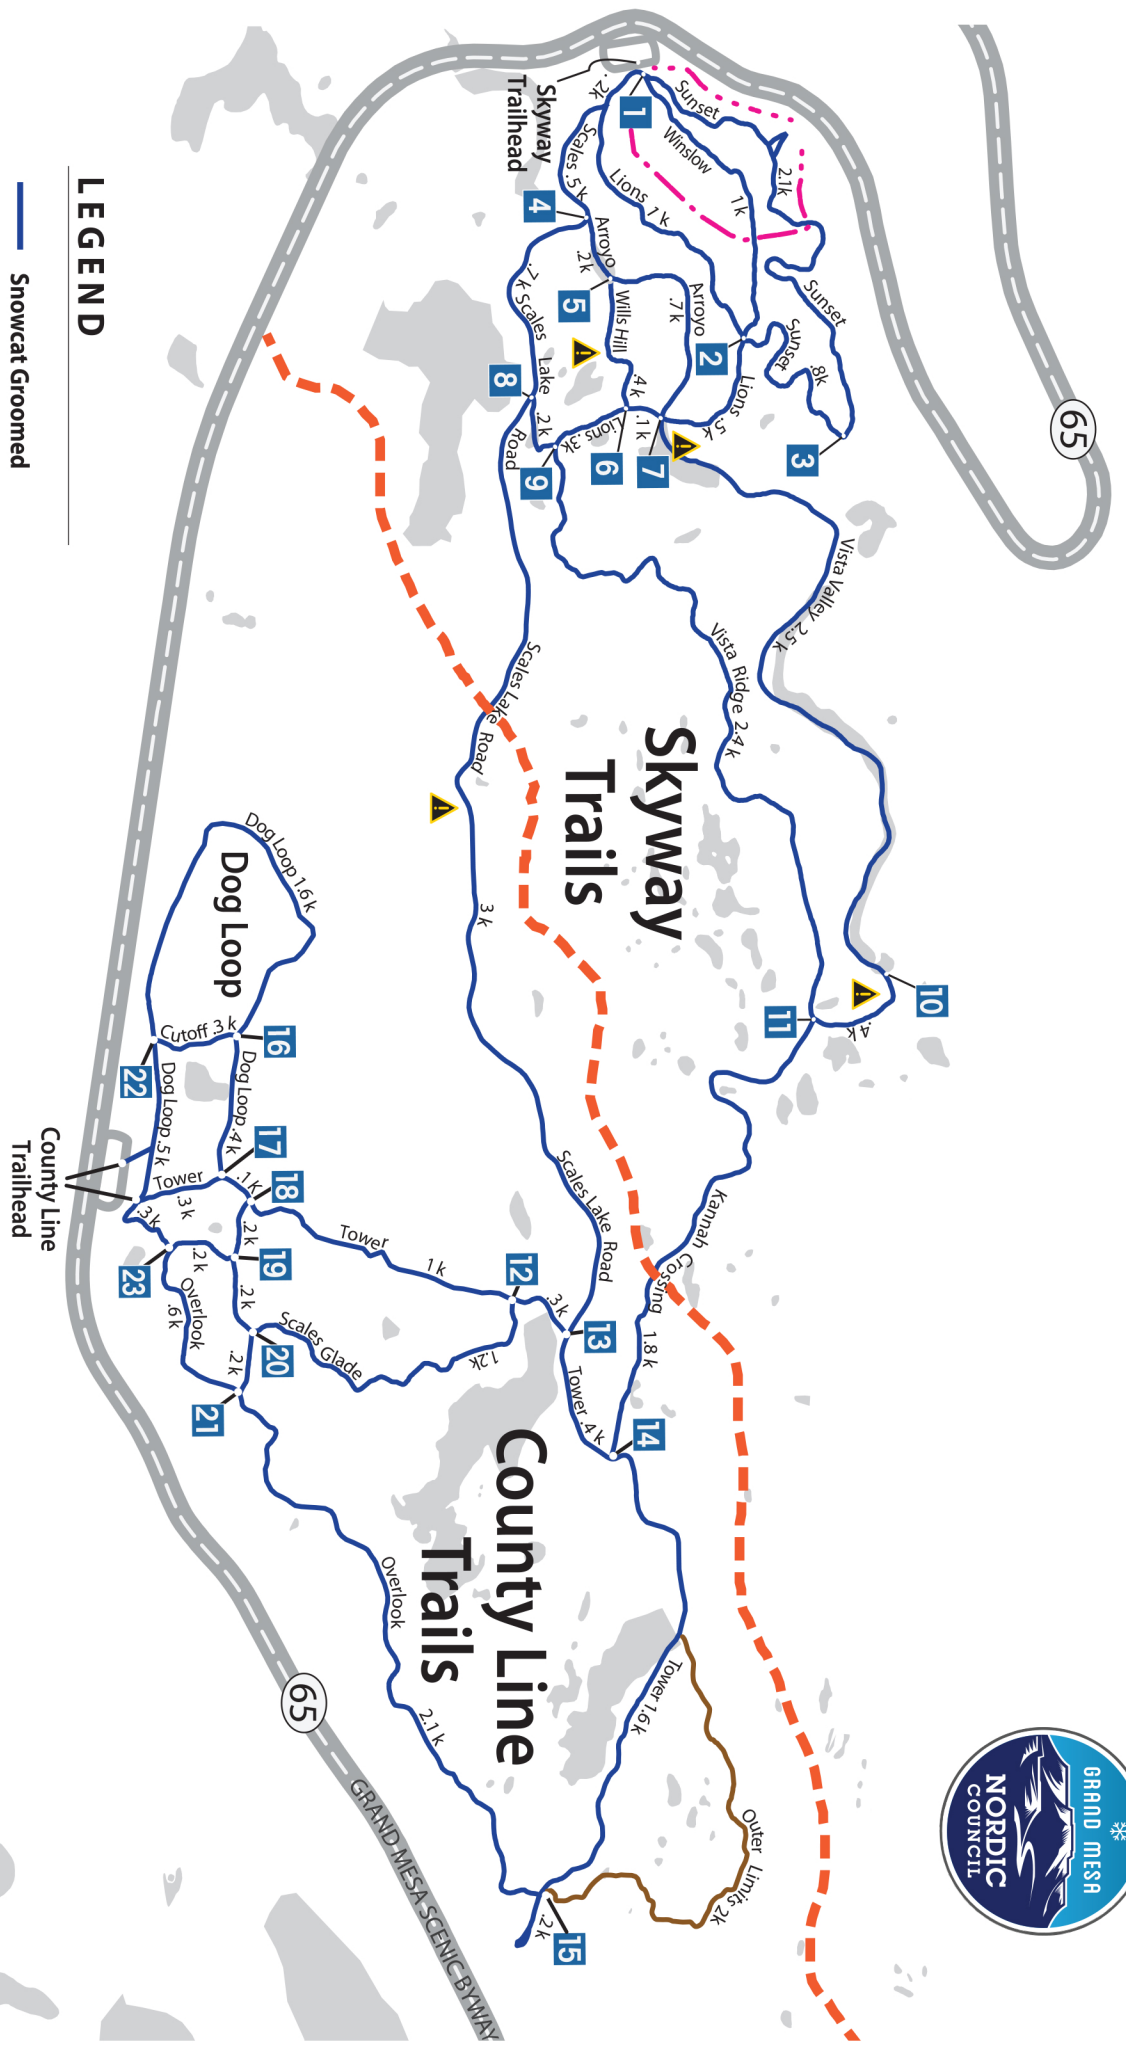 65
Skyway
Trailhead
.2k
1
Sunset
2.1k
Winslow
1k
Lions 1k
Scales .5k
4
Arroyo
.2k
5
Arroyo
.7k
Wills Hill
.4k
2
Sunset
Sunset
.8k
3
Lions .5k
.7k Scales Lake
Road
8
.2k
9
Lions .3k
6
.1k
7
Vista Valley 2.5k
Vista Ridge 2.4k
Skyway
Trails
Scales Lake Road
3k
10
.4k
11
Kannah Crossing 1.8k
Scales Lake Road
Dog Loop 1.6k
Dog Loop
Cutoff .3k
16
22
Dog Loop .4k
Dog Loop .5k
17
.1k
18
Tower
.3k
.3k
County Line
Trailhead
23
.2k
.2k
19
.2k
20
.2k
21
Overlook
.6k
Tower
1k
12
.3k
13
Scales Glade
1.2k
Tower .4k
14
County Line
Trails
Overlook
2.1k
Tower 1.6k
Outer Limits 2k
15
.2k
65
GRAND MESA SCENIC BYWAY
LEGEND
Snowcat Groomed
GRAND MESA
NORDIC
COUNCIL